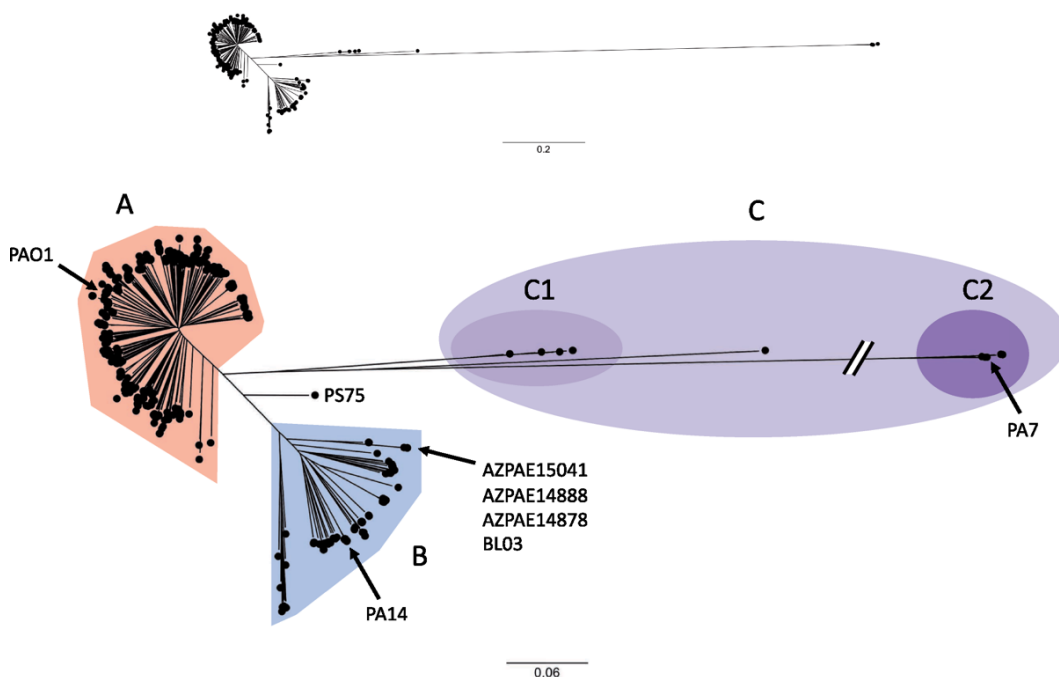 0.2
A
C
PAO1
C1
C2
PS75
PA7
AZPAE15041
AZPAE14888
AZPAE14878
BL03
B
PA14
0.06